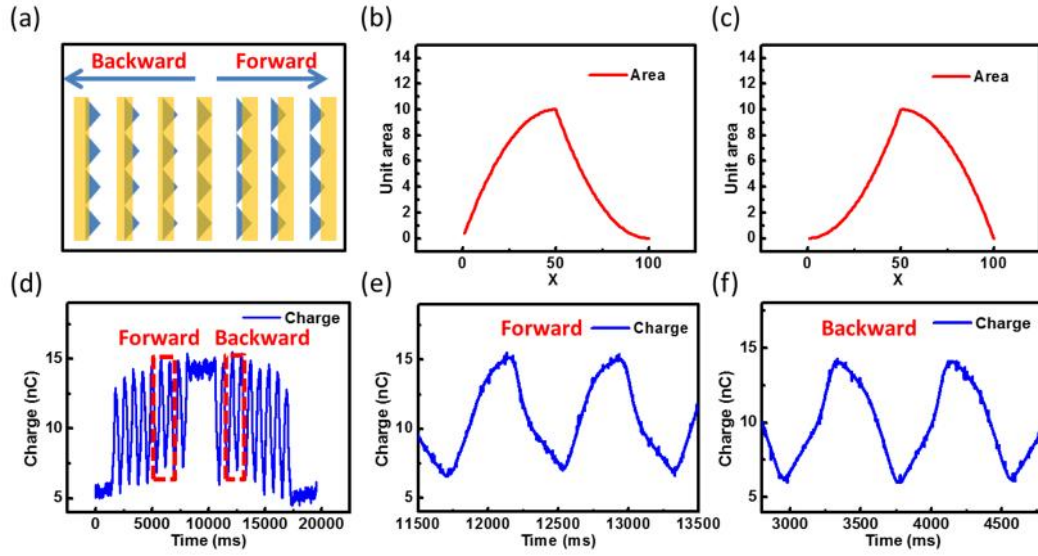 (a)
Backward Forward
(b)
14
12
10
8
6
4
2
0
Unit area
Area
0 50 100
X
(c)
14
12
10
8
6
4
2
0
Unit area
Area
0 50 100
X
(d)
15
10
5
Charge (nC)
Charge
Forward Backward
0 5000 10000 15000 20000
Time (ms)
(e)
15
10
5
Charge (nC)
Forward
Charge
11500 12000 12500 13000 13500
Time (ms)
(f)
15
10
5
Charge (nC)
Backward
Charge
3000 3500 4000 4500
Time (ms)